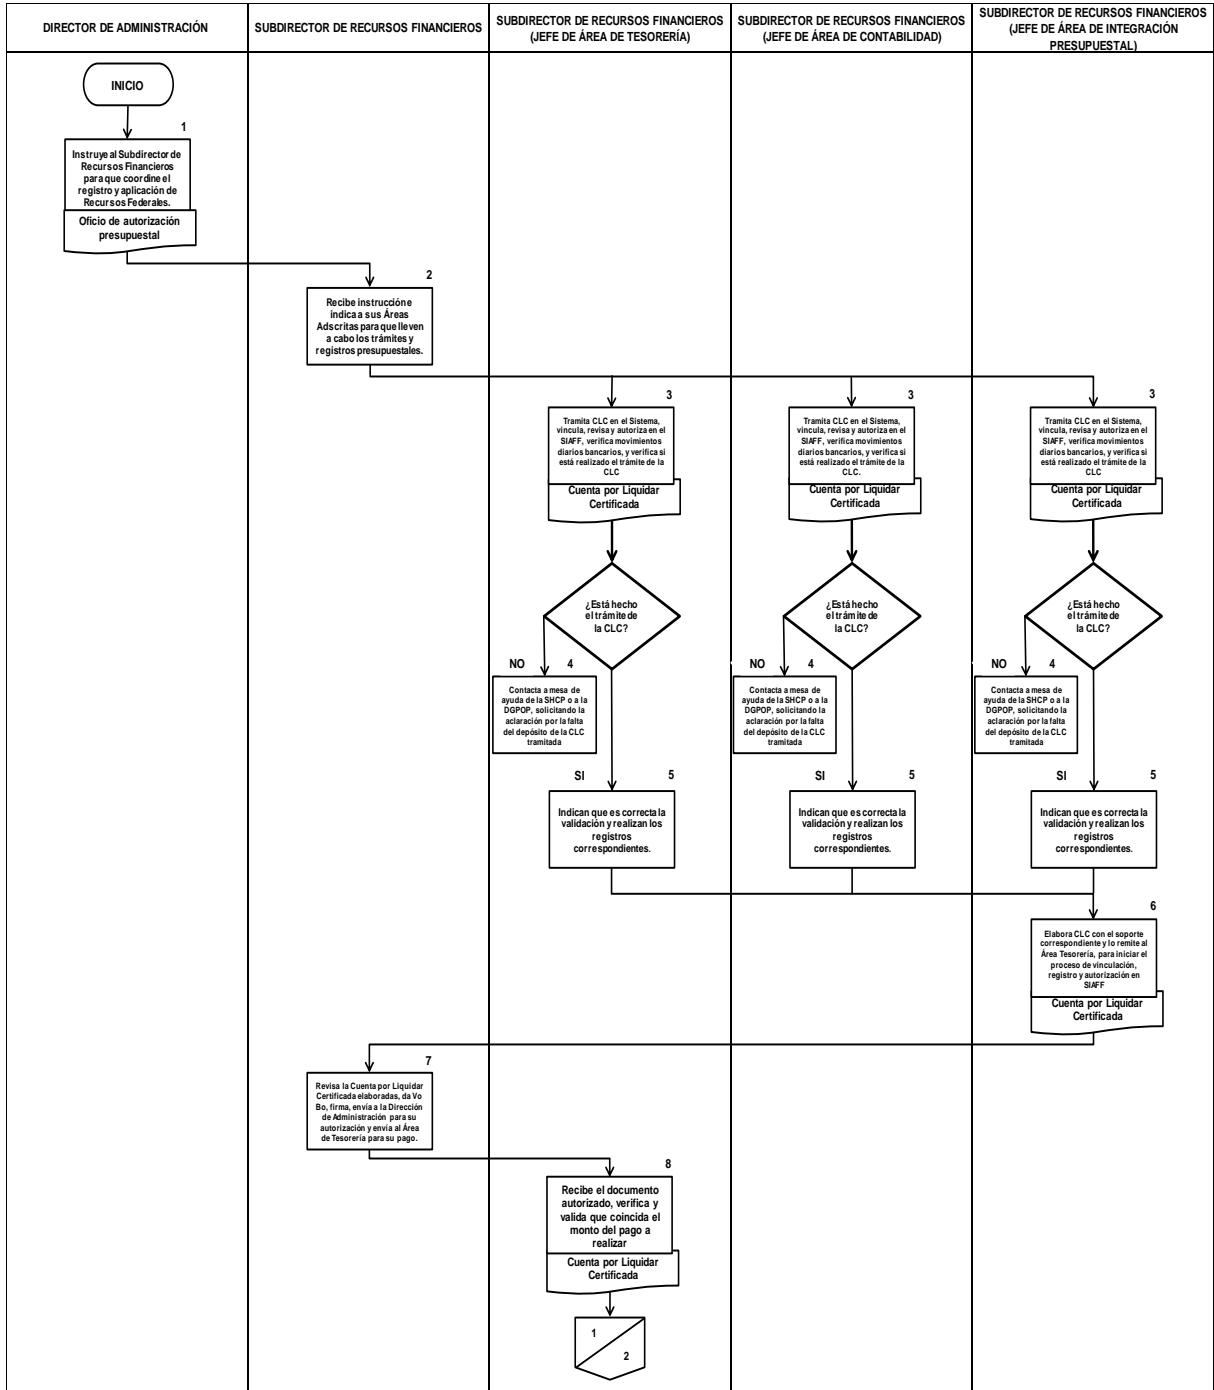 DIRECTOR DE ADMINISTRACIÓN
SUBDIRECTOR DE RECURSOS FINANCIEROS
SUBDIRECTOR DE RECURSOS FINANCIEROS
(JEFE DE ÁREA DE TESORERÍA)
SUBDIRECTOR DE RECURSOS FINANCIEROS
(JEFE DE ÁREA DE CONTABILIDAD)
SUBDIRECTOR DE RECURSOS FINANCIEROS
(JEFE DE ÁREA DE INTEGRACIÓN
PRESUPUESTAL)
INICIO
1
Instruye al Subdirector de
Recursos Financieros
para que coordine el
registro y aplicación de
Recursos Federales.
Oficio de autorización
presupuestal
2
Recibe instrucción e
indica a sus Áreas
Adscritas para que lleven
a cabo los trámites y
registros presupuestales.
3
Tramita CLC en el Sistema,
vincula, revisa y autoriza en el
SIAFF, verifica movimientos
diarios bancarios, y verifica si
está realizado el trámite de la
CLC
Cuenta por Liquidar
Certificada
3
Tramita CLC en el Sistema,
vincula, revisa y autoriza en el
SIAFF, verifica movimientos
diarios bancarios, y verifica si
está realizado el trámite de la
CLC.
Cuenta por Liquidar
Certificada
3
Tramita CLC en el Sistema,
vincula, revisa y autoriza en el
SIAFF, verifica movimientos
diarios bancarios, y verifica si
está realizado el trámite de la
CLC
Cuenta por Liquidar
Certificada
¿Está hecho
el trámite de
la CLC?
¿Está hecho
el trámite de
la CLC?
¿Está hecho
el trámite de
la CLC?
NO 4
Contacta a mesa de
ayuda de la SHCP o a la
DGPOP, solicitando la
aclaración por la falta
del depósito de la CLC
tramitada
NO 4
Contacta a mesa de
ayuda de la SHCP o a la
DGPOP, solicitando la
aclaración por la falta
del depósito de la CLC
tramitada
NO 4
Contacta a mesa de
ayuda de la SHCP o a la
DGPOP, solicitando la
aclaración por la falta
del depósito de la CLC
tramitada
SI 5
Indican que es correcta la
validación y realizan los
registros
correspondientes.
SI 5
Indican que es correcta la
validación y realizan los
registros
correspondientes.
SI 5
Indican que es correcta la
validación y realizan los
registros
correspondientes.
6
Elabora CLC con el soporte
correspondiente y lo remite al
Área Tesorería, para iniciar el
proceso de vinculación,
registro y autorización en
SIAFF
Cuenta por Liquidar
Certificada
7
Revisa la Cuenta por Liquidar
Certificada elaboradas, da Vo
Bo, firma, envía a la Dirección
de Administración para su
autorización y envía al Área
de Tesorería para su pago.
8
Recibe el documento
autorizado, verifica y
valida que coincida el
monto del pago a
realizar
Cuenta por Liquidar
Certificada
1
2